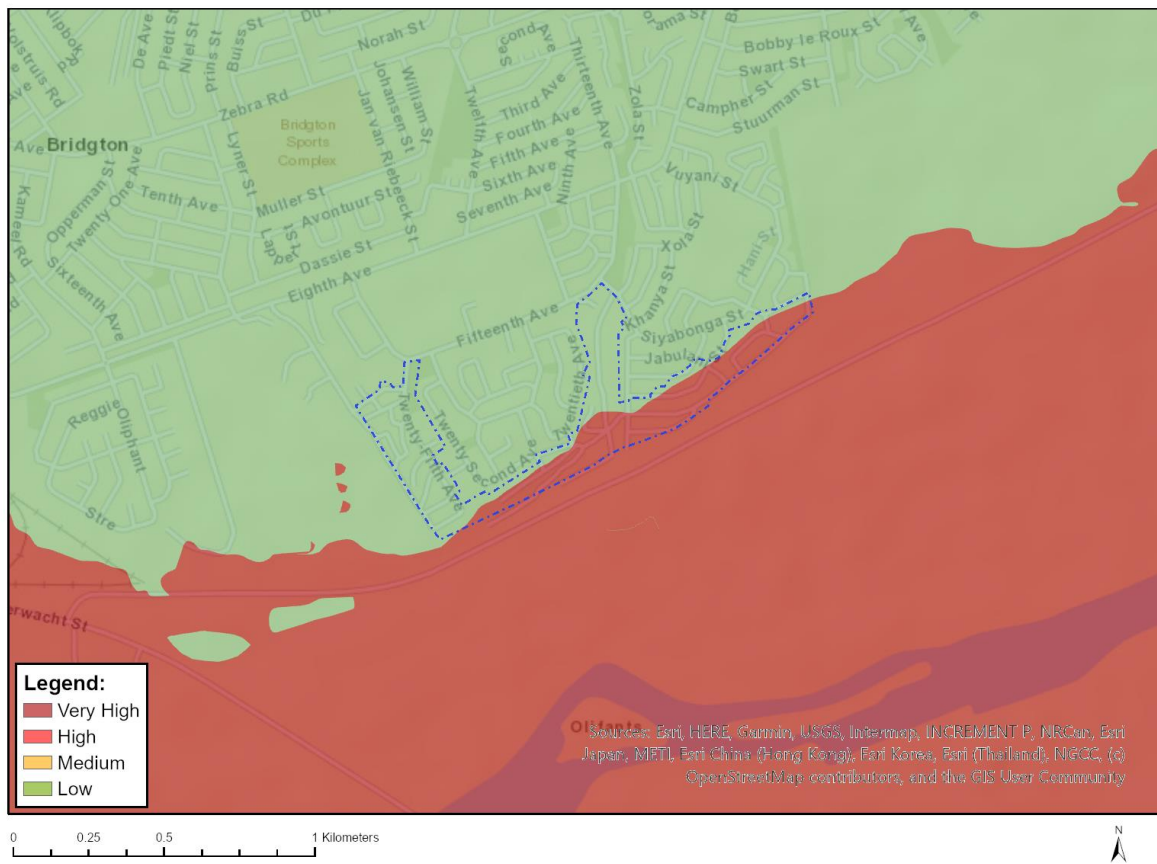 Norah St
Second Ave
Bobby le Roux St
Swart St
Campher St
Stuurman St
De Ave
Piedt St
Niel St
Prins St
Zebra Rd
Johansen St
William St
Jan van Riebeeck St
Twelfth Ave
Third Ave
Fourth Ave
Fifth Ave
Sixth Ave
Seventh Ave
Ninth Ave
Thirteenth Ave
Zola St
Bridgton
Sports
Complex
Bridgton
Ave
Lyner St
Muller St
Avontuur St
Dassie St
Eighth Ave
Tenth Ave
Opperman St
Twenty One Ave
Kameel Rd
Sixteenth Ave
Vuyani St
Xola St
Hani St
Khanya St
Siyabonga St
Fifteenth Ave
Twentieth Ave
Twenty Second Ave
Reggie
Oliphant
Stre
erwacht St
Olifants
Legend:
Very High
High
Medium
Low
Sources: Esri, HERE, Garmin, USGS, Intermap, INCREMENT P, NRCan, Esri
Japan, METI, Esri China (Hong Kong), Esri Korea, Esri (Thailand), NGCC, (c)
OpenStreetMap contributors, and the GIS User Community
0 0.25 0.5 1 Kilometers
N